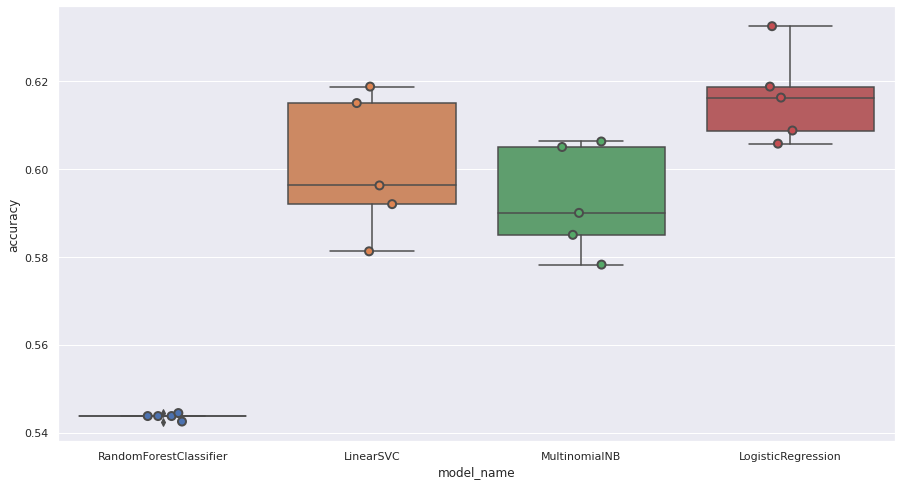 accuracy
0.62
0.60
0.58
0.56
0.54
RandomForestClassifier
LinearSVC
MultinomialNB
LogisticRegression
model_name